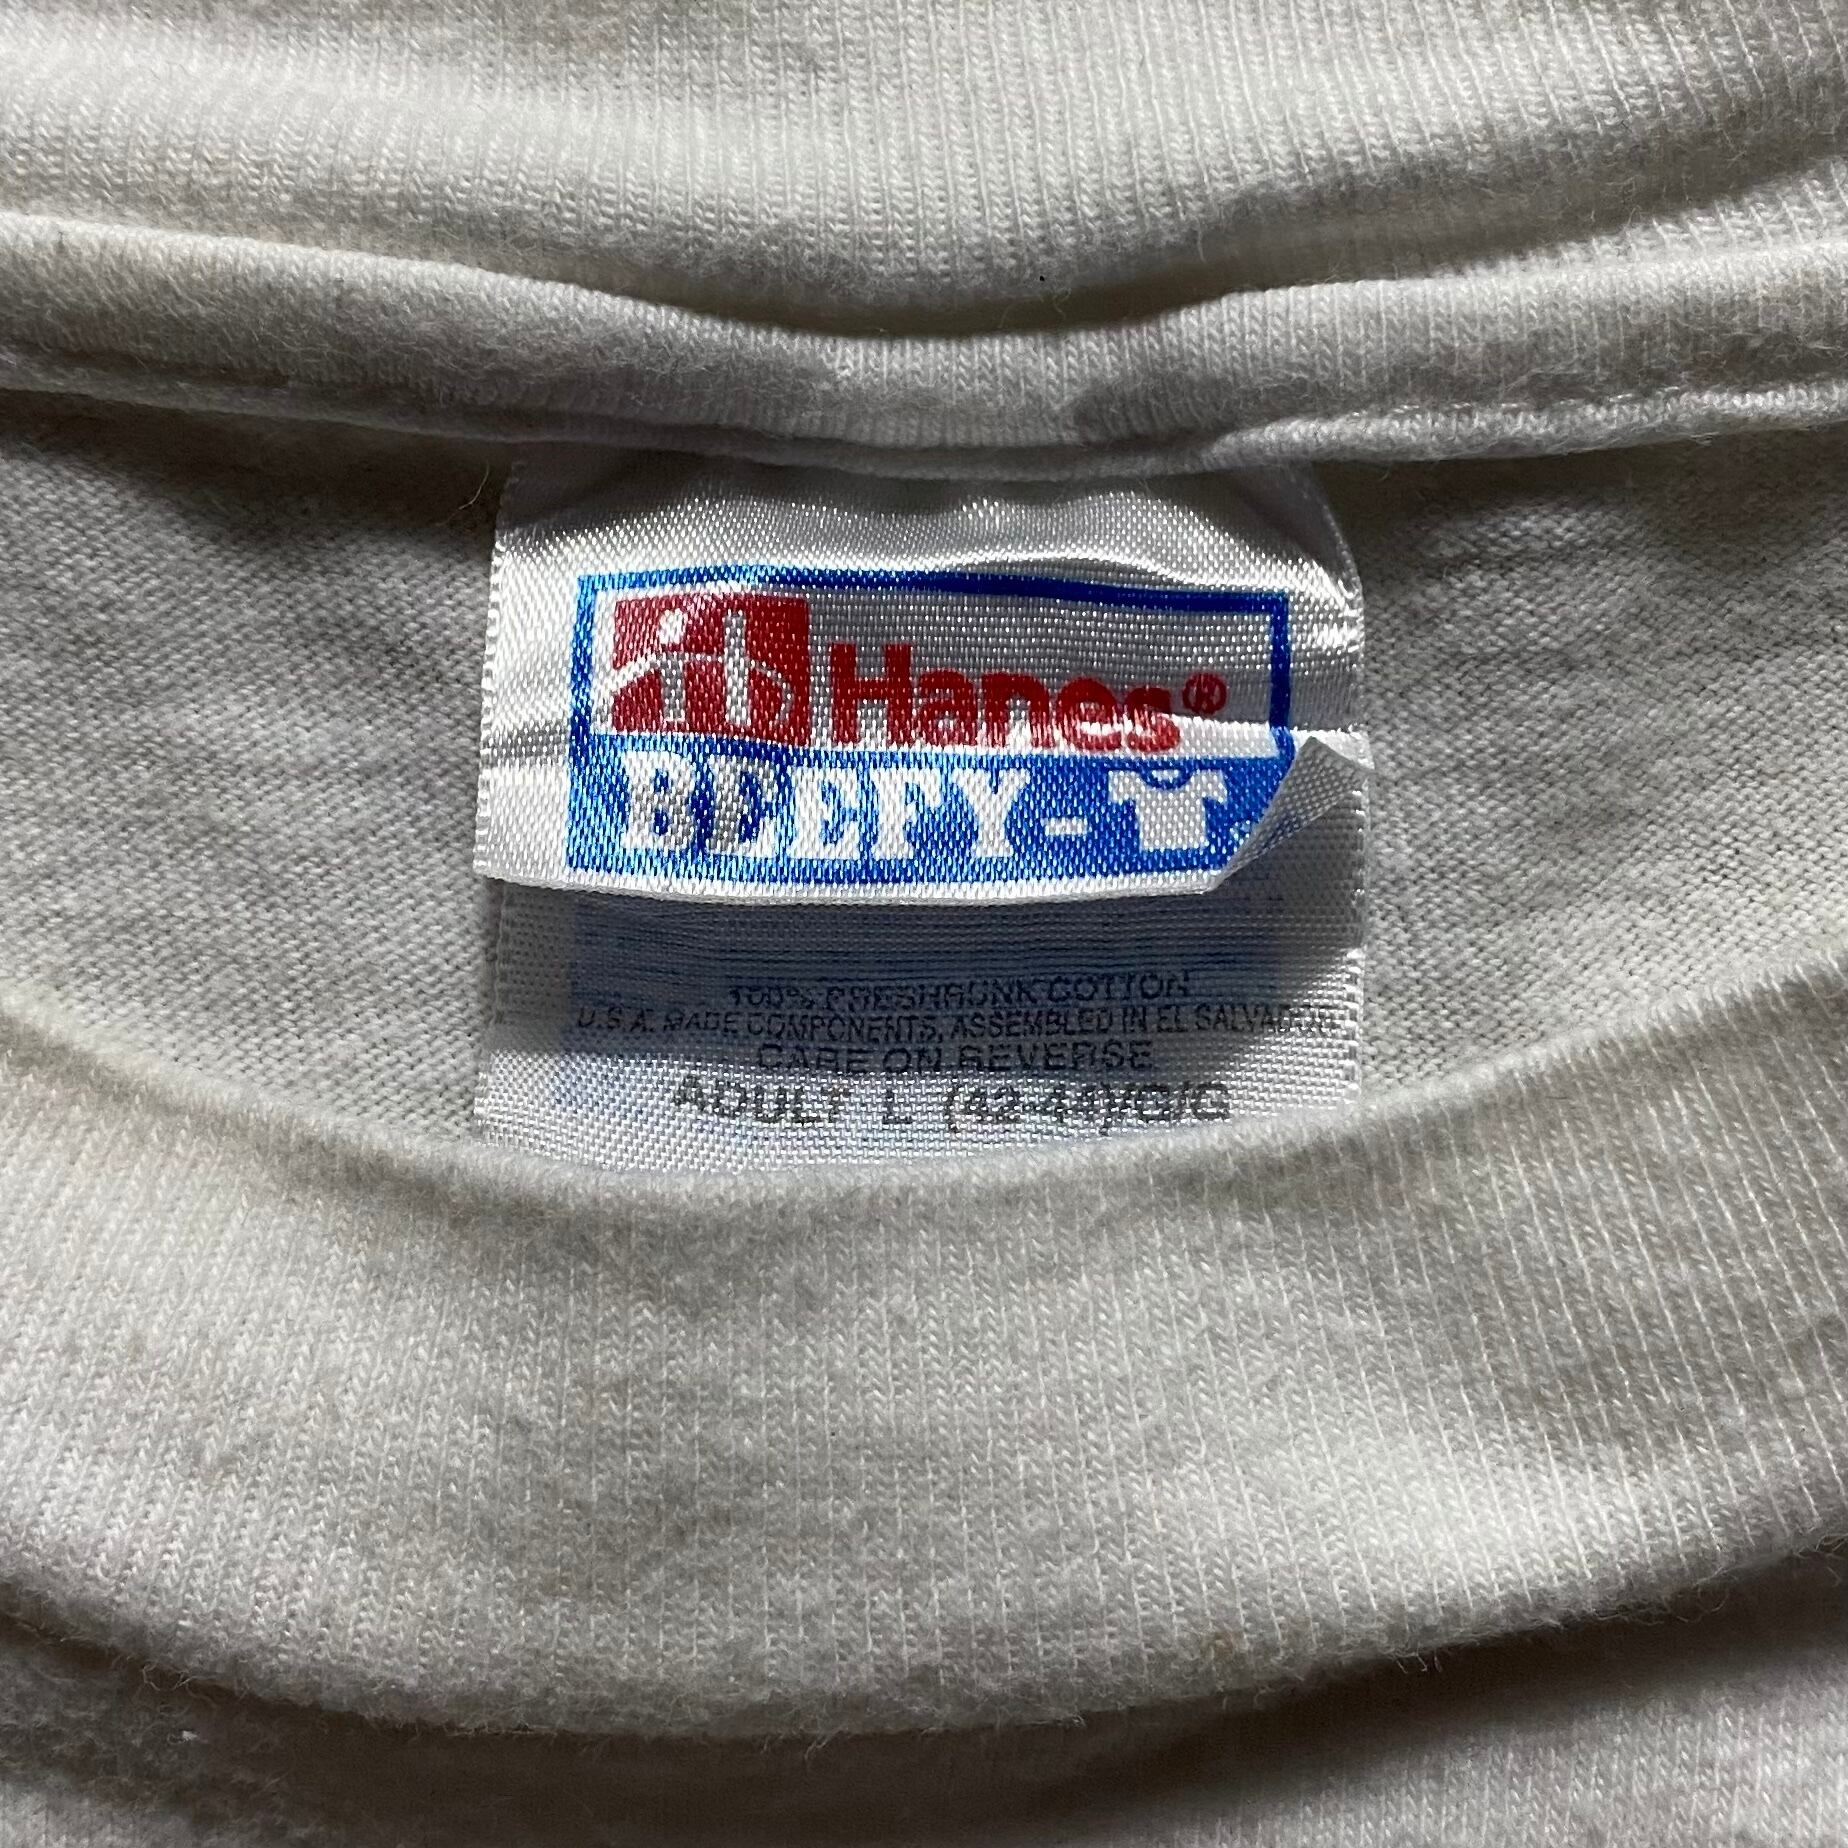 Hanes®
BEEFY-
100% PRESHRUNK COTTON
U.S.A. MADE COMPONENTS, ASSEMBLED IN EL SALVADOR
CARE ON REVERSE
ADULT L (42-44)/G/G